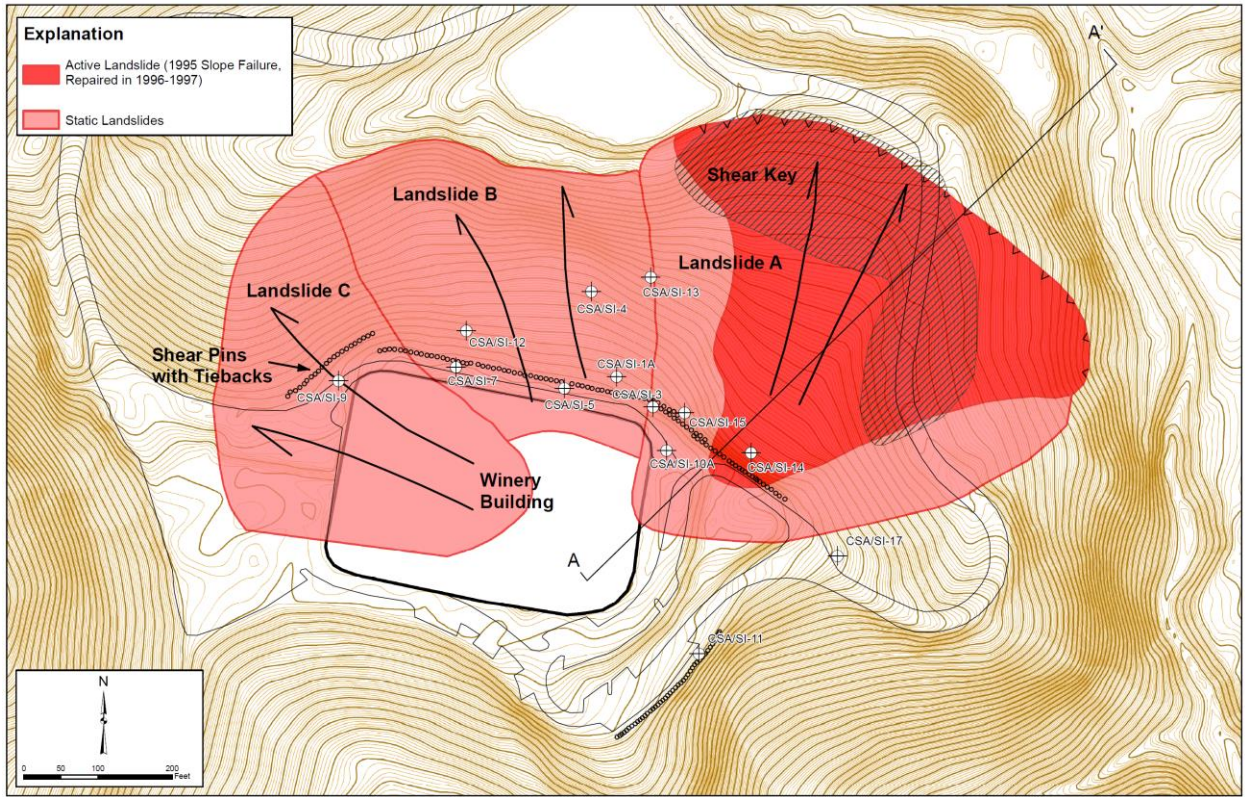 Explanation
Active Landslide (1995 Slope Failure,
Repaired in 1996-1997)
Static Landslides
A'
Shear Key
Landslide B
Landslide A
CSA/SI-13
Landslide C
CSA/SI-4
CSA/SI-12
Shear Pins
with Tiebacks
CSA/SI-7
CSA/SI-1A
CSA/SI-9
CSA/SI-5
CSA/SI-3
CSA/SI-15
CSA/SI-10A
CSA/SI-14
Winery
Building
CSA/SI-17
A
CSA/SI-11
N
0 50 100 200
Feet